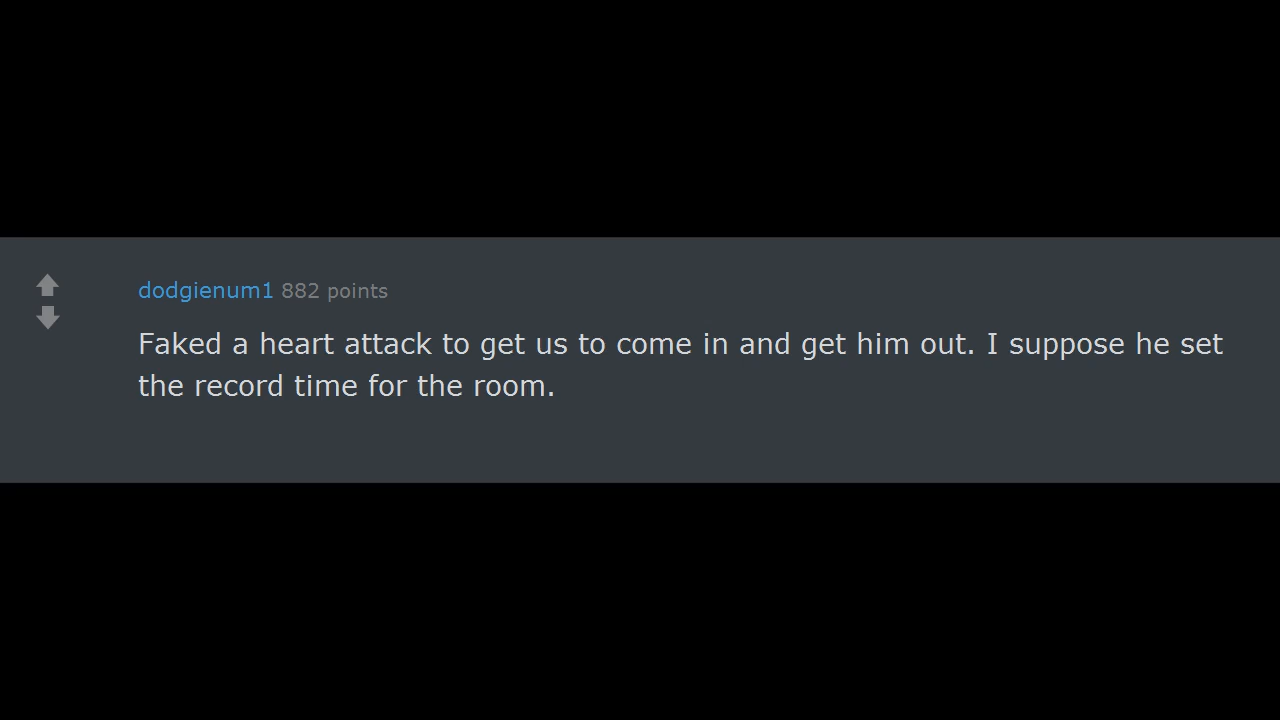 dodgienum1 882 points
Faked a heart attack to get us to come in and get him out. I suppose he set
the record time for the room.